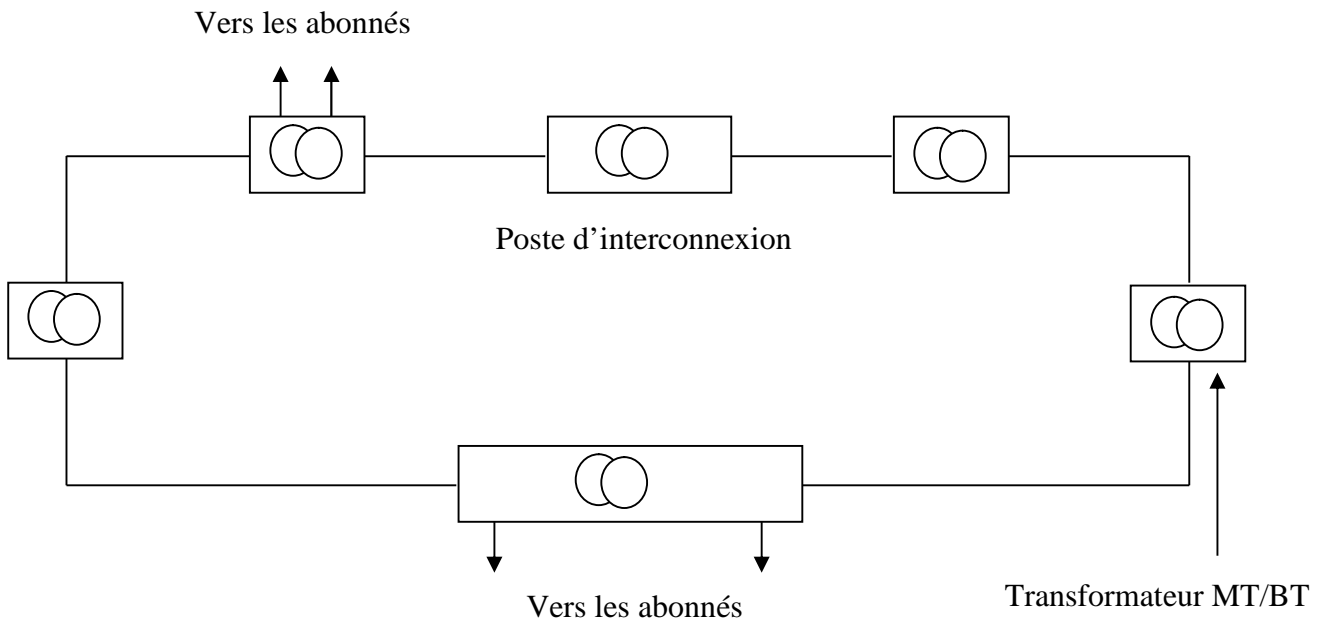 Vers les abonnés
Poste d'interconnexion
Vers les abonnés
Transformateur MT/BT